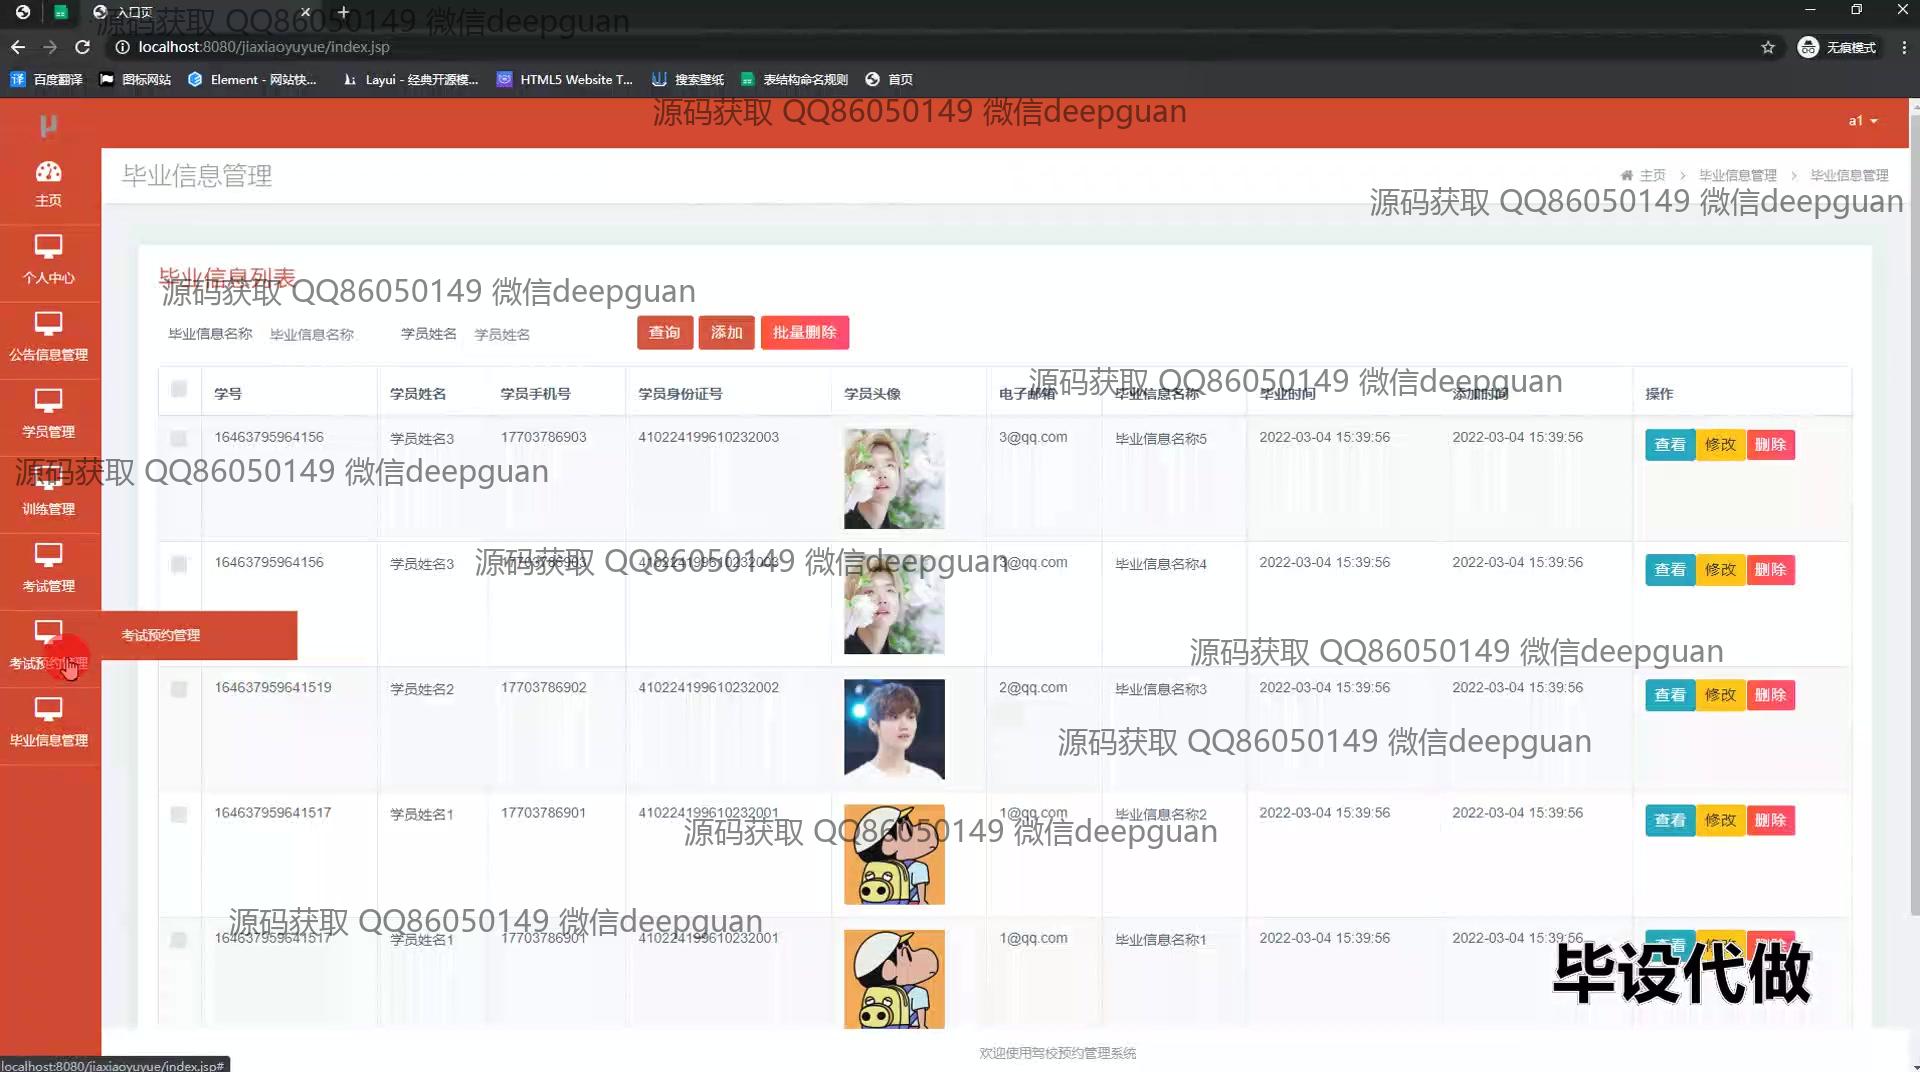 入口页
源码获取 QQ86050149 微信deepguan
localhost:8080/jiaxiaoyuyue/index.jsp
无痕模式
百度翻译 图标网站 Element - 网站快... Layui - 经典开源模... HTML5 Website T... 搜索壁纸 表结构命名规则 首页
源码获取 QQ86050149 微信deepguan
a1
主页
个人中心
公告信息管理
学员管理
训练管理
考试管理
考试预约管理
考试预约管理
毕业信息管理
毕业信息管理
主页 > 毕业信息管理 > 毕业信息管理
源码获取 QQ86050149 微信deepguan
毕业信息列表
源码获取 QQ86050149 微信deepguan
毕业信息名称 毕业信息名称 学员姓名 学员姓名 查询 添加 批量删除
源码获取 QQ86050149 微信deepguan
学号 学员姓名 学员手机号 学员身份证号 学员头像 电子邮箱 毕业信息名称 毕业时间 添加时间 操作
16463795964156 学员姓名3 17703786903 410224199610232003 3@qq.com 毕业信息名称5 2022-03-04 15:39:56 2022-03-04 15:39:56 查看 修改 删除
源码获取 QQ86050149 微信deepguan
16463795964156 学员姓名3 17703786903 410224199610232003 3@qq.com 毕业信息名称4 2022-03-04 15:39:56 2022-03-04 15:39:56 查看 修改 删除
源码获取 QQ86050149 微信deepguan
源码获取 QQ86050149 微信deepguan
164637959641519 学员姓名2 17703786902 410224199610232002 2@qq.com 毕业信息名称3 2022-03-04 15:39:56 2022-03-04 15:39:56 查看 修改 删除
源码获取 QQ86050149 微信deepguan
164637959641517 学员姓名1 17703786901 410224199610232001 1@qq.com 毕业信息名称2 2022-03-04 15:39:56 2022-03-04 15:39:56 查看 修改 删除
源码获取 QQ86050149 微信deepguan
源码获取 QQ86050149 微信deepguan
164637959641517 学员姓名1 17703786901 410224199610232001 1@qq.com 毕业信息名称1 2022-03-04 15:39:56 2022-03-04 15:39:56 查看 修改 删除
毕设代做
欢迎使用驾校预约管理系统
localhost:8080/jiaxiaoyuyue/index.jsp#